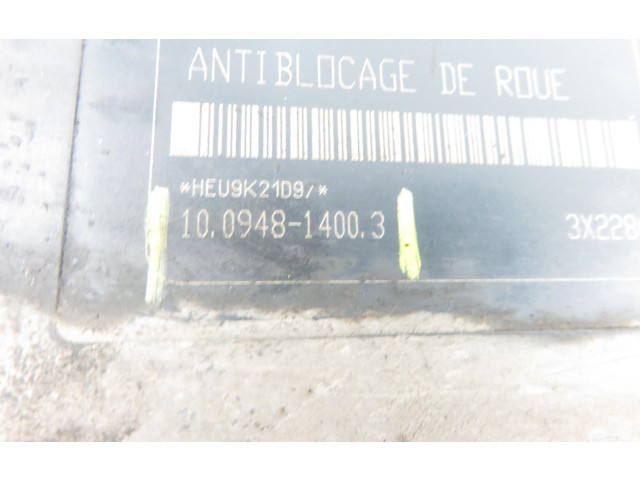 ANTIBLOCAGE DE ROUE
*HEU9K21D9/*
10.0948-1400.3 3X228